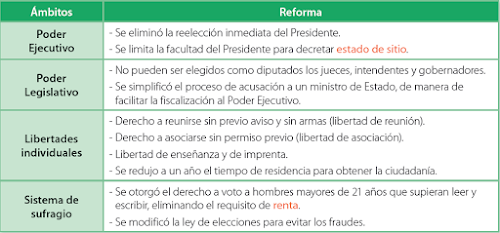 Ámbitos
Reforma
Poder
Ejecutivo
- Se eliminó la reelección inmediata del Presidente.
- Se limita la facultad del Presidente para decretar estado de sitio.
Poder
Legislativo
- No pueden ser elegidos como diputados los jueces, intendentes y gobernadores.
- Se simplificó el proceso de acusación a un ministro de Estado, de manera de
facilitar la fiscalización al Poder Ejecutivo.
Libertades
individuales
- Derecho a reunirse sin previo aviso y sin armas (libertad de reunión).
- Derecho a asociarse sin permiso previo (libertad de asociación).
- Libertad de enseñanza y de imprenta.
- Se redujo a un año el tiempo de residencia para obtener la ciudadanía.
Sistema de
sufragio
- Se otorgó el derecho a voto a hombres mayores de 21 años que supieran leer y
escribir, eliminando el requisito de renta.
- Se modificó la ley de elecciones para evitar los fraudes.